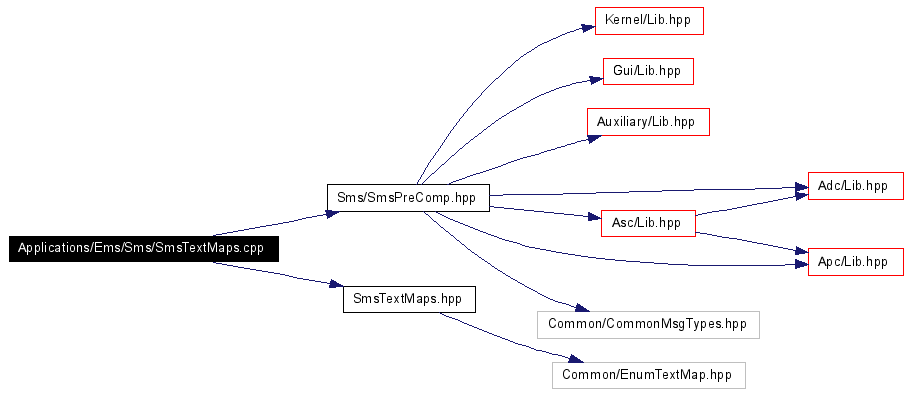 Kernel/Lib.hpp
Gui/Lib.hpp
Auxiliary/Lib.hpp
Adc/Lib.hpp
Sms/SmsPreComp.hpp
Asc/Lib.hpp
Applications/Ems/Sms/SmsTextMaps.cpp
Apc/Lib.hpp
SmsTextMaps.hpp
Common/CommonMsgTypes.hpp
Common/EnumTextMap.hpp